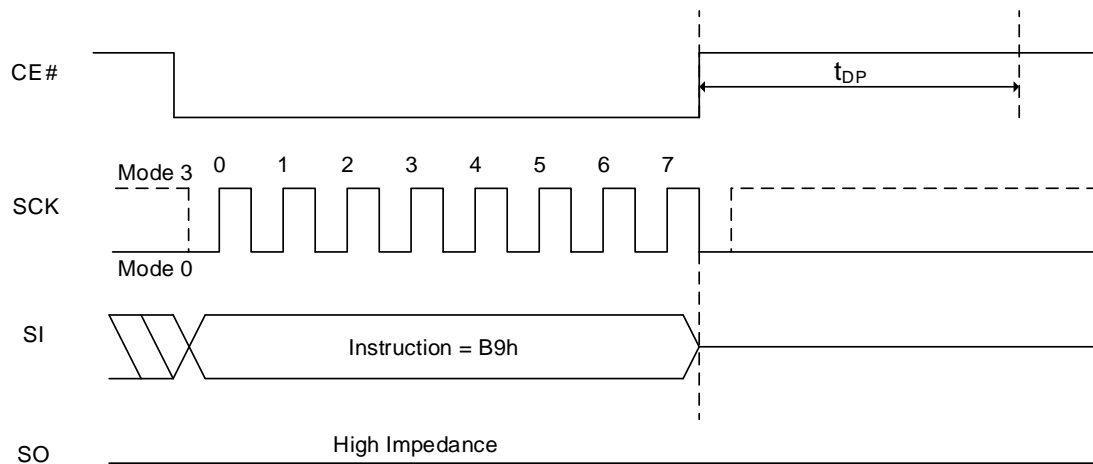 CE#
tDP
Mode 3
0 1 2 3 4 5 6 7
SCK
Mode 0
SI
Instruction = B9h
SO
High Impedance